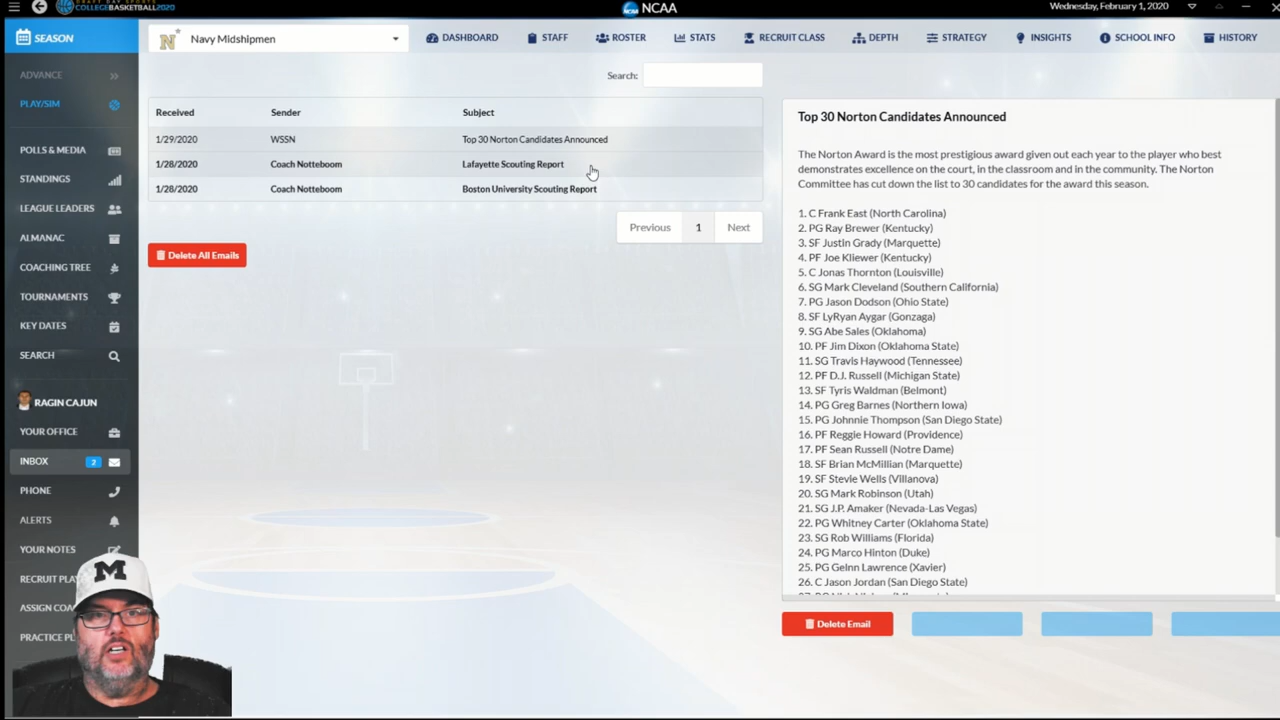 DRAFT DAY SPORTS
COLLEGE BASKETBALL 2020
NCAA
Wednesday, February 1, 2020
SEASON
Navy Midshipmen
DASHBOARD
STAFF
ROSTER
STATS
RECRUIT CLASS
DEPTH
STRATEGY
INSIGHTS
SCHOOL INFO
HISTORY
ADVANCE
PLAY/SIM
POLLS & MEDIA
STANDINGS
LEAGUE LEADERS
ALMANAC
COACHING TREE
TOURNAMENTS
KEY DATES
SEARCH
RAGIN CAJUN
YOUR OFFICE
INBOX 2
PHONE
ALERTS
YOUR NOTES
RECRUIT
ASSIGN
PRACTICE
M
Search:
Received Sender Subject
1/29/2020 WSSN Top 30 Norton Candidates Announced
1/28/2020 Coach Notteboom Lafayette Scouting Report
1/28/2020 Coach Notteboom Boston University Scouting Report
Previous 1 Next
Delete All Emails
Top 30 Norton Candidates Announced
The Norton Award is the most prestigious award given out each year to the player who best
demonstrates excellence on the court, in the classroom and in the community. The Norton
Committee has cut down the list to 30 candidates for the award this season.
1. C Frank East (North Carolina)
2. PG Ray Brewer (Kentucky)
3. SF Justin Grady (Marquette)
4. PF Joe Kliewer (Kentucky)
5. C Jonas Thornton (Louisville)
6. SG Mark Cleveland (Southern California)
7. PG Jason Dodson (Ohio State)
8. SF LyRyan Aygar (Gonzaga)
9. SG Abe Sales (Oklahoma)
10. PF Jim Dixon (Oklahoma State)
11. SG Travis Haywood (Tennessee)
12. PF D.J. Russell (Michigan State)
13. SF Tyris Waldman (Belmont)
14. PG Greg Barnes (Northern Iowa)
15. PG Johnnie Thompson (San Diego State)
16. PF Reggie Howard (Providence)
17. PF Sean Russell (Notre Dame)
18. SF Brian McMillian (Marquette)
19. SF Stevie Wells (Villanova)
20. SG Mark Robinson (Utah)
21. SG J.P. Amaker (Nevada-Las Vegas)
22. PG Whitney Carter (Oklahoma State)
23. SG Rob Williams (Florida)
24. PG Marco Hinton (Duke)
25. PG Gelnn Lawrence (Xavier)
26. C Jason Jordan (San Diego State)
Delete Email